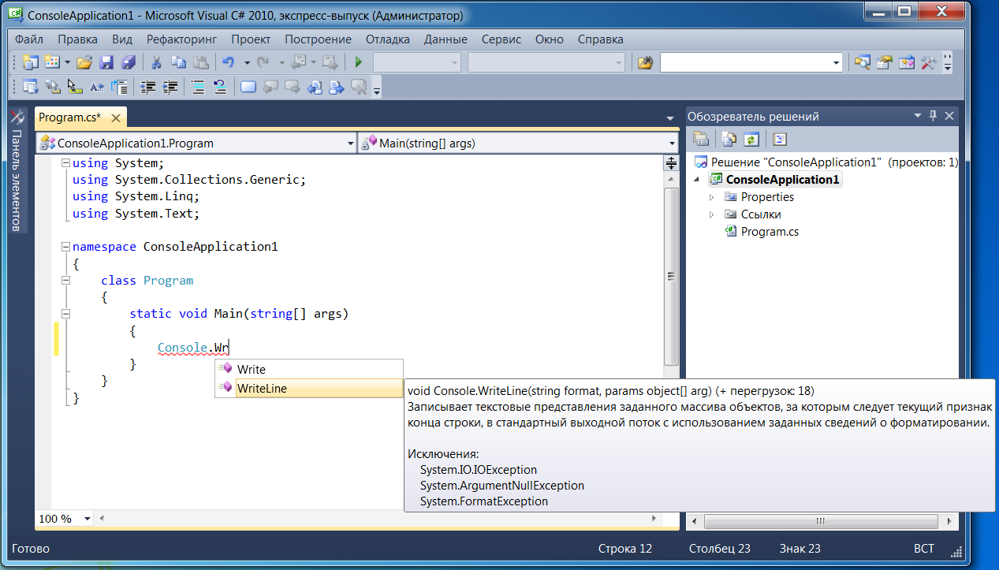 ConsoleApplication1 - Microsoft Visual C# 2010, экспресс-выпуск (Администратор)
Файл Правка Вид Рефакторинг Проект Построение Отладка Данные Сервис Окно Справка
Панель элементов
Program.cs*
ConsoleApplication1.Program
Main(string[] args)
using System;
using System.Collections.Generic;
using System.Linq;
using System.Text;
namespace ConsoleApplication1
{
class Program
{
static void Main(string[] args)
{
Console.Wr
}
}
}
Write
WriteLine
void Console.WriteLine(string format, params object[] arg) (+ перегрузок: 18)
Записывает текстовые представления заданного массива объектов, за которым следует текущий признак
конца строки, в стандартный выходной поток с использованием заданных сведений о форматировании.
Исключения:
System.IO.IOException
System.ArgumentNullException
System.FormatException
100 %
Обозреватель решений
Решение "ConsoleApplication1" (проектов: 1)
ConsoleApplication1
Properties
Ссылки
Program.cs
Готово
Строка 12
Столбец 23
Знак 23
ВСТ